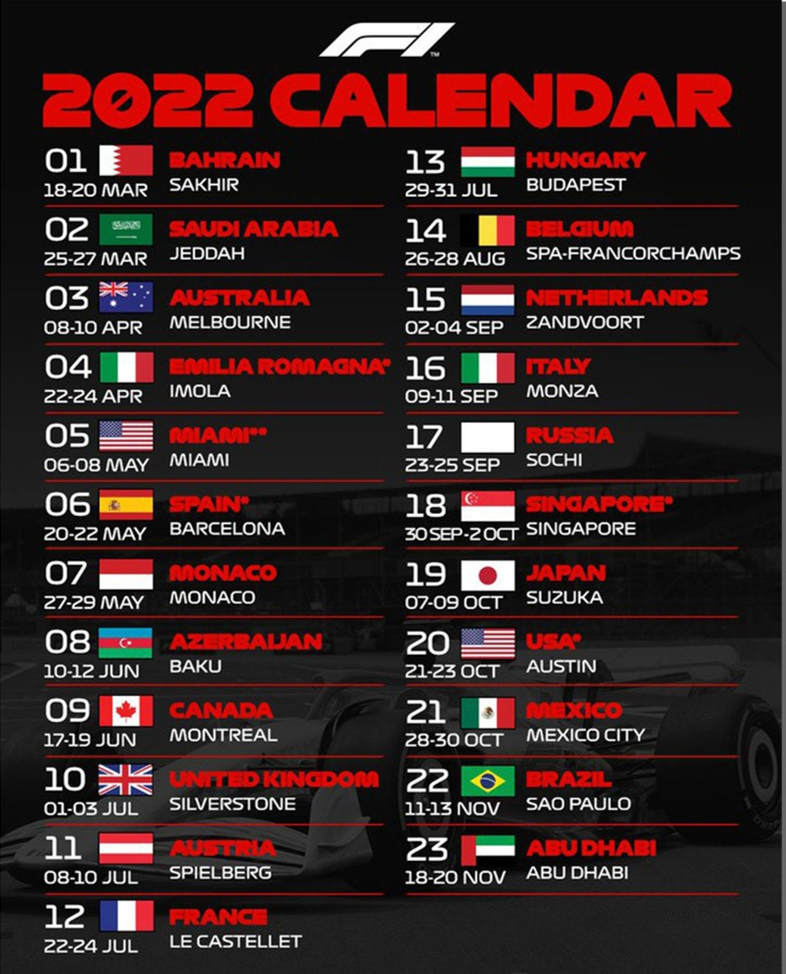 F1
TM
2022 CALENDAR
01 BAHRAIN
18-20 MAR SAKHIR
02 SAUDI ARABIA
25-27 MAR JEDDAH
03 AUSTRALIA
08-10 APR MELBOURNE
04 EMILIA ROMAGNA*
22-24 APR IMOLA
05 MIAMI**
06-08 MAY MIAMI
06 SPAIN*
20-22 MAY BARCELONA
07 MONACO
27-29 MAY MONACO
08 AZERBAIJAN
10-12 JUN BAKU
09 CANADA
17-19 JUN MONTREAL
10 UNITED KINGDOM
01-03 JUL SILVERSTONE
11 AUSTRIA
08-10 JUL SPIELBERG
12 FRANCE
22-24 JUL LE CASTELLET
13 HUNGARY
29-31 JUL BUDAPEST
14 BELGIUM
26-28 AUG SPA-FRANCORCHAMPS
15 NETHERLANDS
02-04 SEP ZANDVOORT
16 ITALY
09-11 SEP MONZA
17 RUSSIA
23-25 SEP SOCHI
18 SINGAPORE*
30 SEP-2 OCT SINGAPORE
19 JAPAN
07-09 OCT SUZUKA
20 USA*
21-23 OCT AUSTIN
21 MEXICO
28-30 OCT MEXICO CITY
22 BRAZIL
11-13 NOV SAO PAULO
23 ABU DHABI
18-20 NOV ABU DHABI